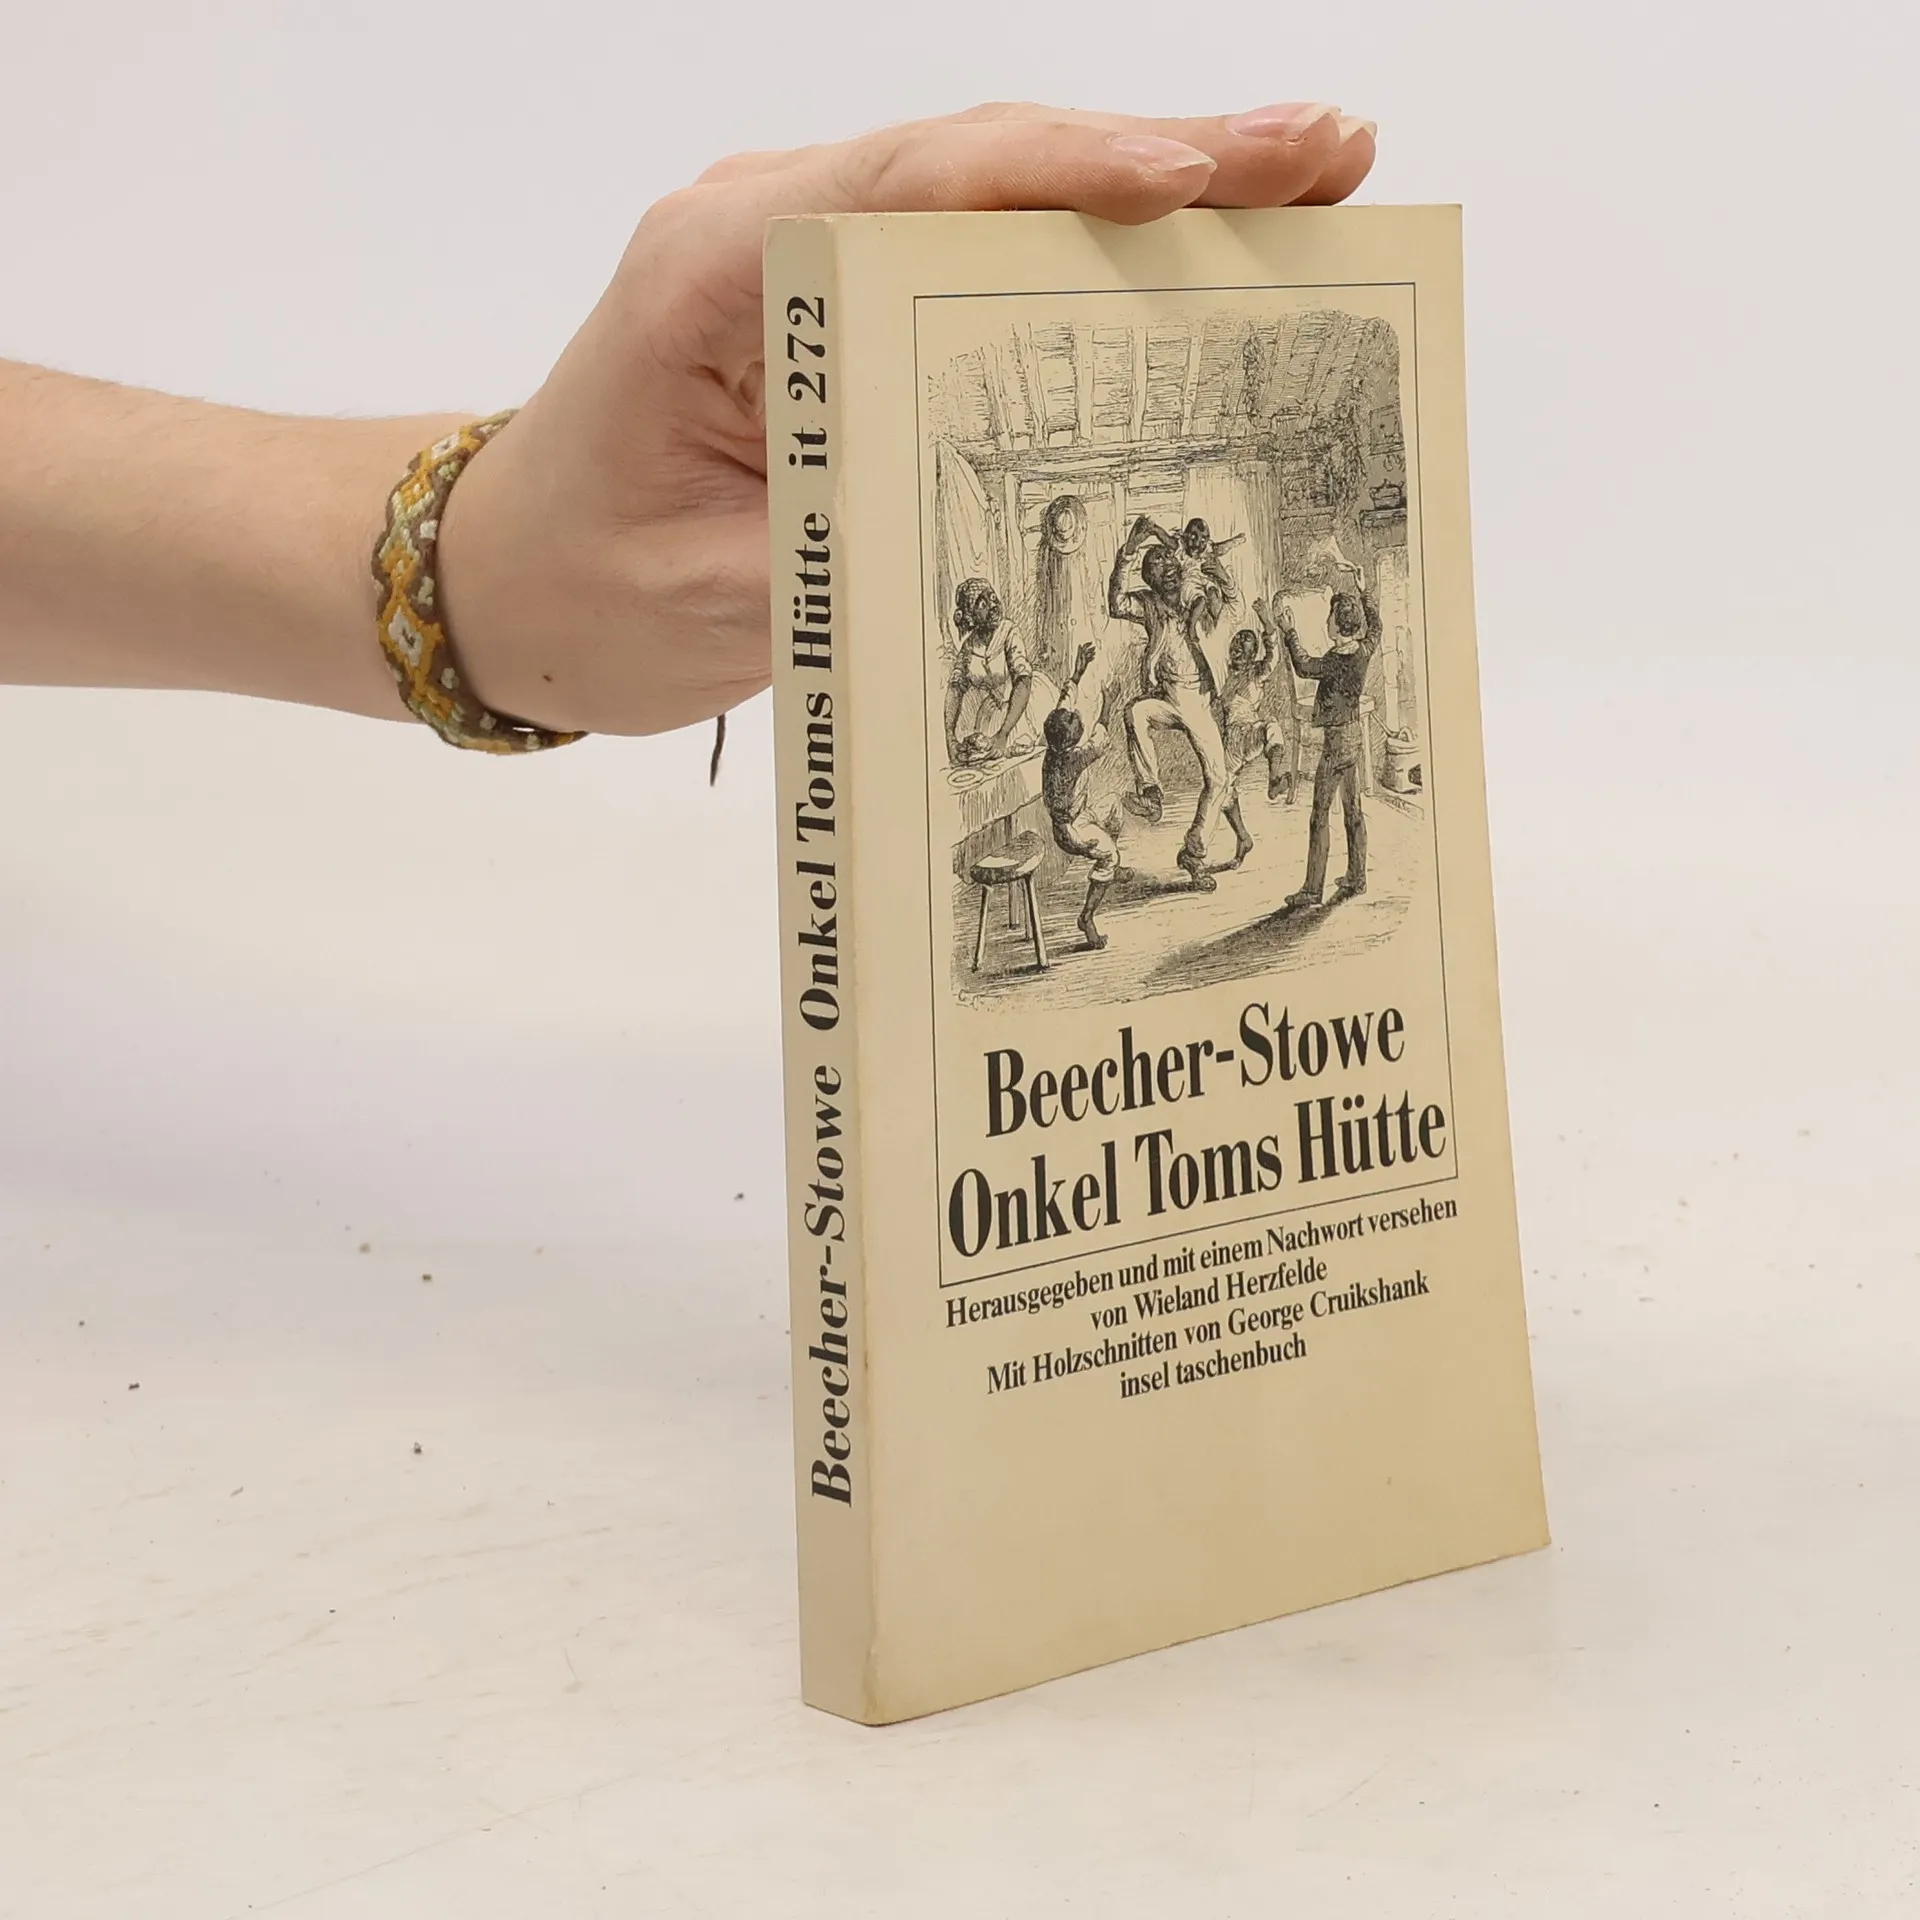 Beecher-Stowe Onkel Toms Hütte it 272
Beecher-Stowe
Onkel Toms Hütte
Herausgegeben und mit einem Nachwort versehen
von Wieland Herzfelde
Mit Holzschnitten von George Cruikshank
insel taschenbuch